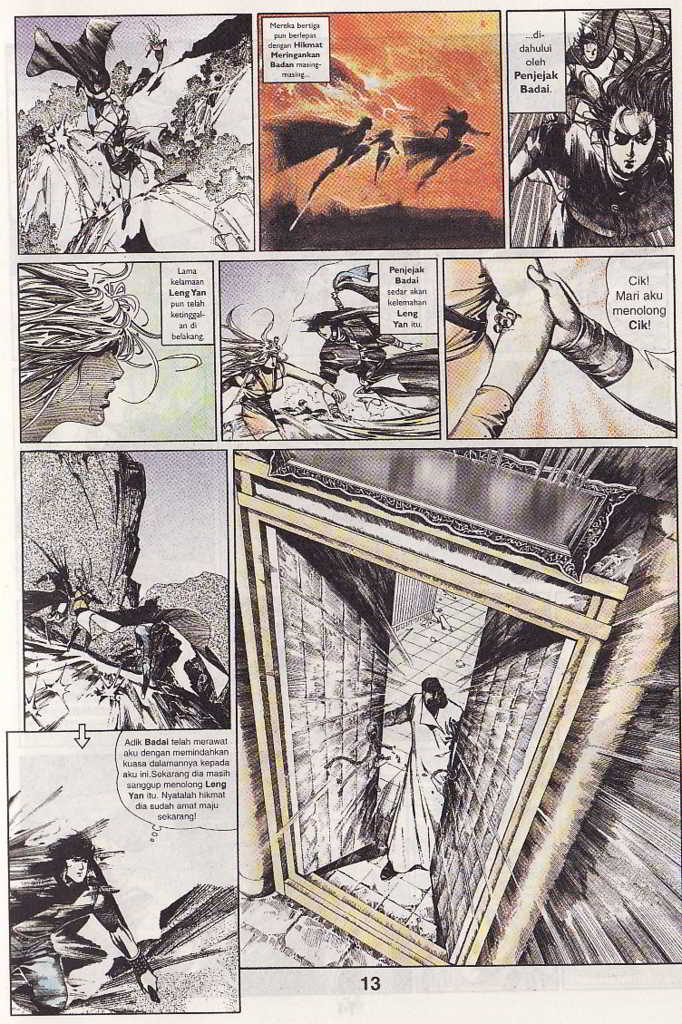 Mereka bertiga
pun berlepas
dengan Hikmat
Meringankan
Badan masing-
masing...
...di-
dahului
oleh
Penjejak
Badai.
Lama
kelamaan
Leng Yan
pun telah
ketinggal-
an di
belakang.
Penjejak
Badai
sedar akan
kelemahan
Leng
Yan itu.
Cik!
Mari aku
menolong
Cik!
Adik Badai telah merawat
aku dengan memindahkan
kuasa dalamannya kepada
aku ini.Sekarang dia masih
sanggup menolong Leng
Yan itu. Nyatalah hikmat
dia sudah amat maju
sekarang!
13